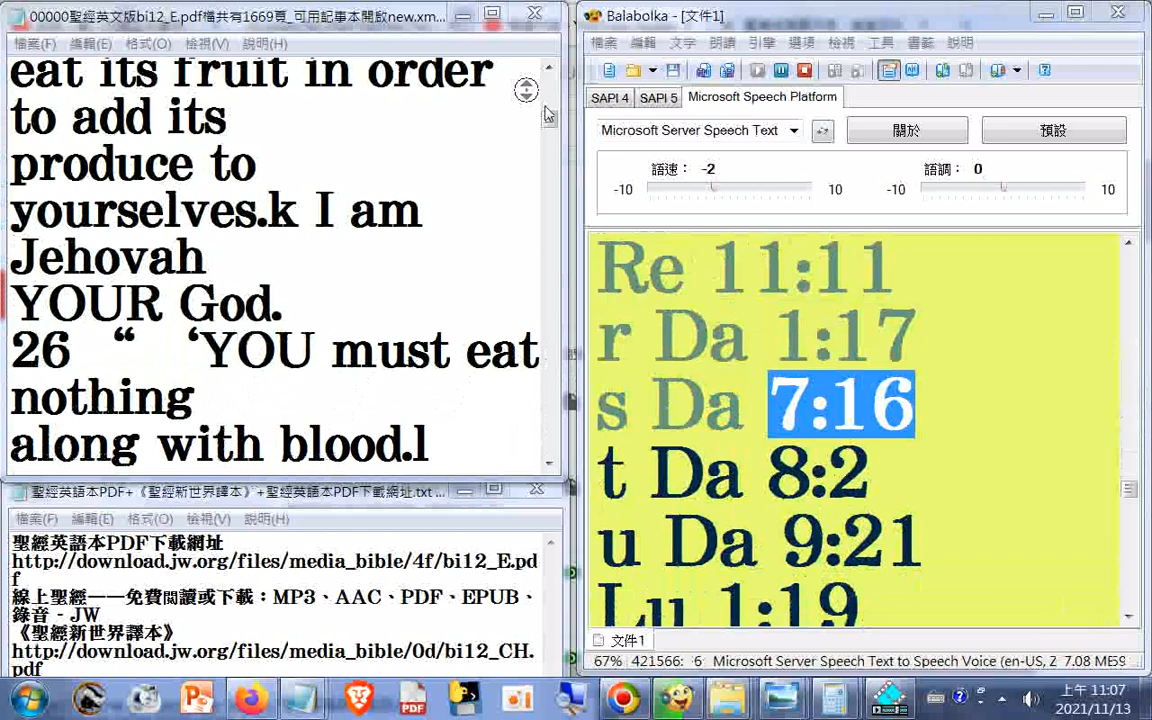 00000聖經英文版bi12_E.pdf檔共有1669頁_可用記事本開啟new.xm...
檔案(F) 編輯(E) 格式(O) 檢視(V) 說明(H)
eat its fruit in order
to add its
produce to
yourselves.k I am
Jehovah
YOUR God.
26 “ ‘YOU must eat
nothing
along with blood.l
聖經英語本PDF+《聖經新世界譯本》+聖經英語本PDF下載網址.txt ...
檔案(F) 編輯(E) 格式(O) 檢視(V) 說明(H)
聖經英語本PDF下載網址
http://download.jw.org/files/media_bible/4f/bi12_E.pd
f
線上聖經——免費閱讀或下載：MP3、AAC、PDF、EPUB、
錄音 - JW
《聖經新世界譯本》
http://download.jw.org/files/media_bible/0d/bi12_CH.
pdf
Balabolka - [文件1]
檔案 編輯 文字 朗讀 引擎 選項 檢視 工具 書籤 說明
SAPI 4 SAPI 5 Microsoft Speech Platform
Microsoft Server Speech Text 關於 預設
語速： -2 語調： 0
-10 10 -10 10
Re 11:11
r Da 1:17
s Da 7:16
t Da 8:2
u Da 9:21
Lu 1:19
文件1
67% 421566: 6 Microsoft Server Speech Text to Speech Voice (en-US, Z 7.08 ME59
上午 11:07
2021/11/13